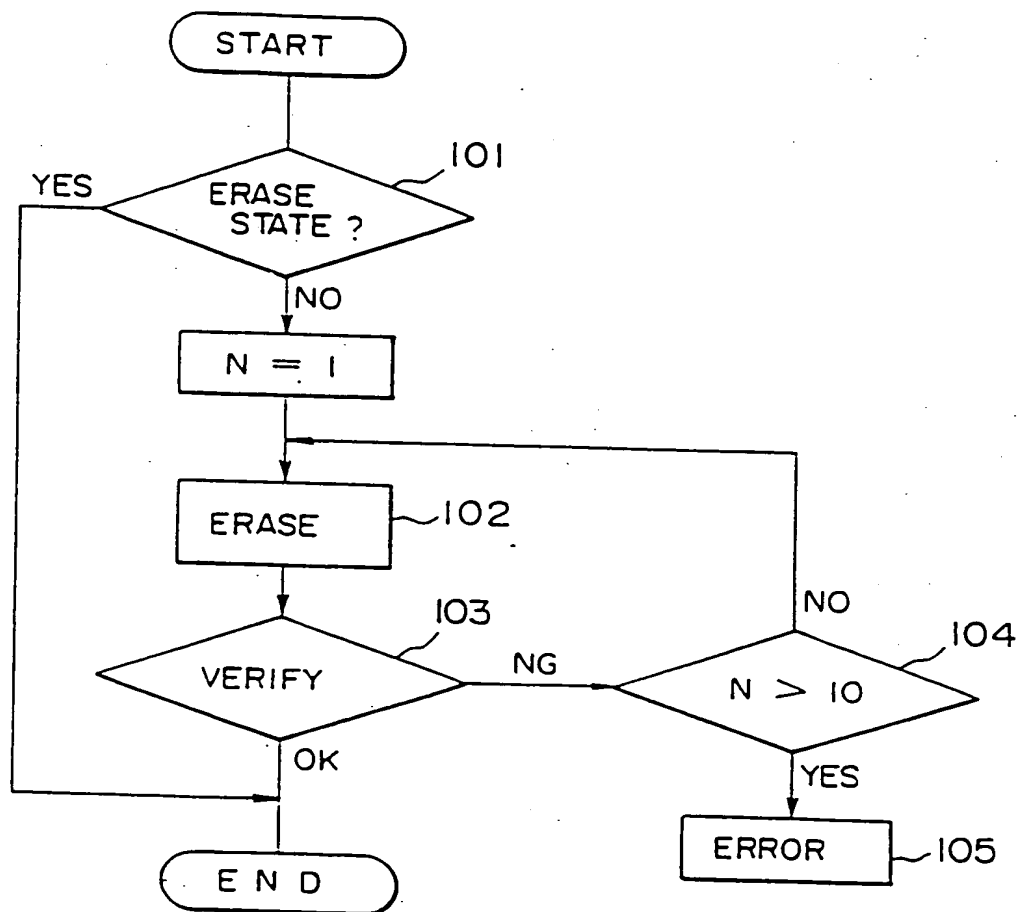 START
101
YES
ERASE
STATE ?
NO
N = 1
ERASE
102
103
VERIFY
NG
NO
104
N > 10
OK
YES
ERROR
105
END